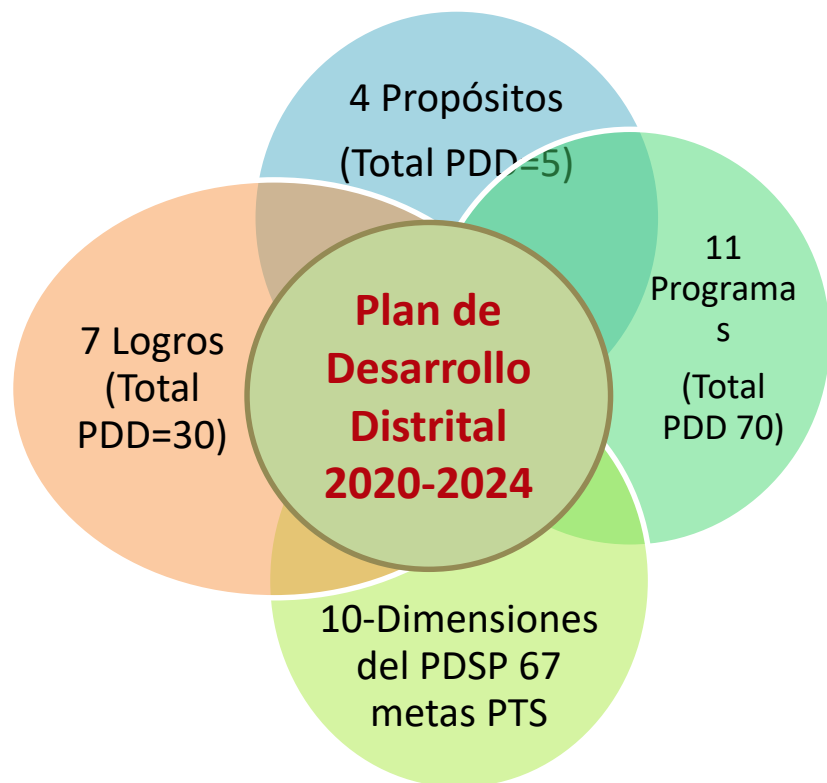 4 Propósitos
(Total PDD=5)
11
Programa
s
(Total
PDD 70)
7 Logros
(Total
PDD=30)
Plan de
Desarrollo
Distrital
2020-2024
10-Dimensiones
del PDSP 67
metas PTS